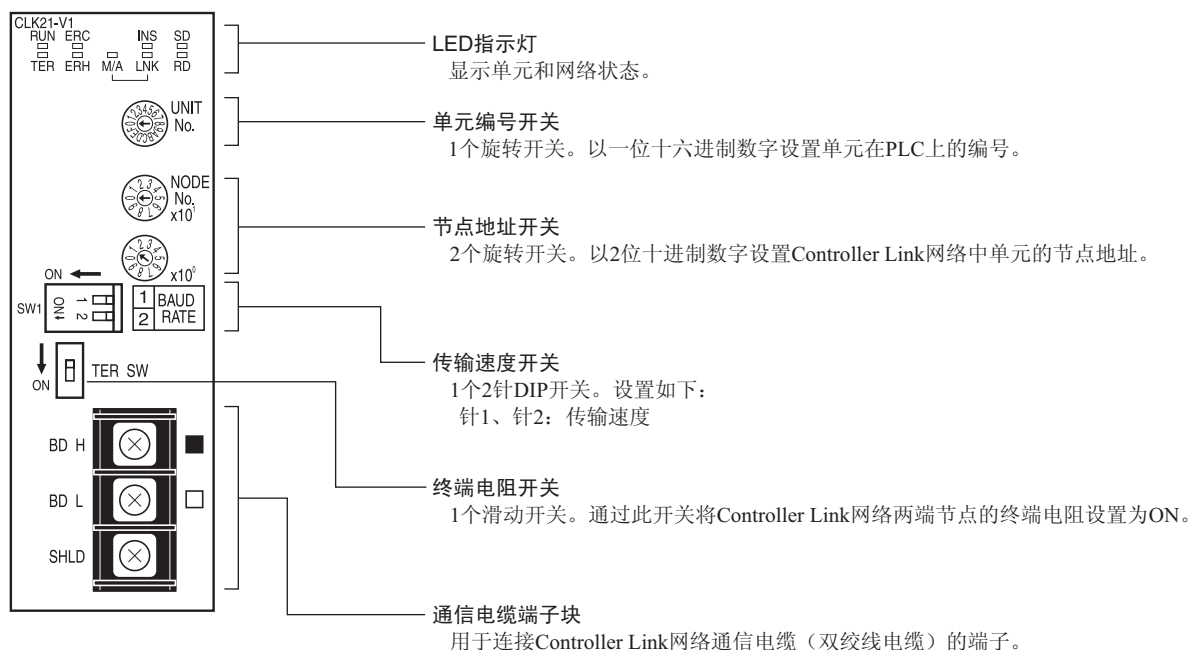 CLK21-V1
RUN ERC INS SD
TER ERH M/A LNK RD
LED指示灯
显示单元和网络状态。
0123456789ABCDEF
UNIT
No.
单元编号开关
1个旋转开关。以一位十六进制数字设置单元在PLC上的编号。
0123456789
NODE
No.
x10¹
0123456789
x10⁰
节点地址开关
2个旋转开关。以2位十进制数字设置Controller Link网络中单元的节点地址。
ON
SW1
ON
1
2
1 BAUD
2 RATE
传输速度开关
1个2针DIP开关。设置如下：
针1、针2：传输速度
ON
TER SW
终端电阻开关
1个滑动开关。通过此开关将Controller Link网络两端节点的终端电阻设置为ON。
BD H
BD L
SHLD
通信电缆端子块
用于连接Controller Link网络通信电缆（双绞线电缆）的端子。